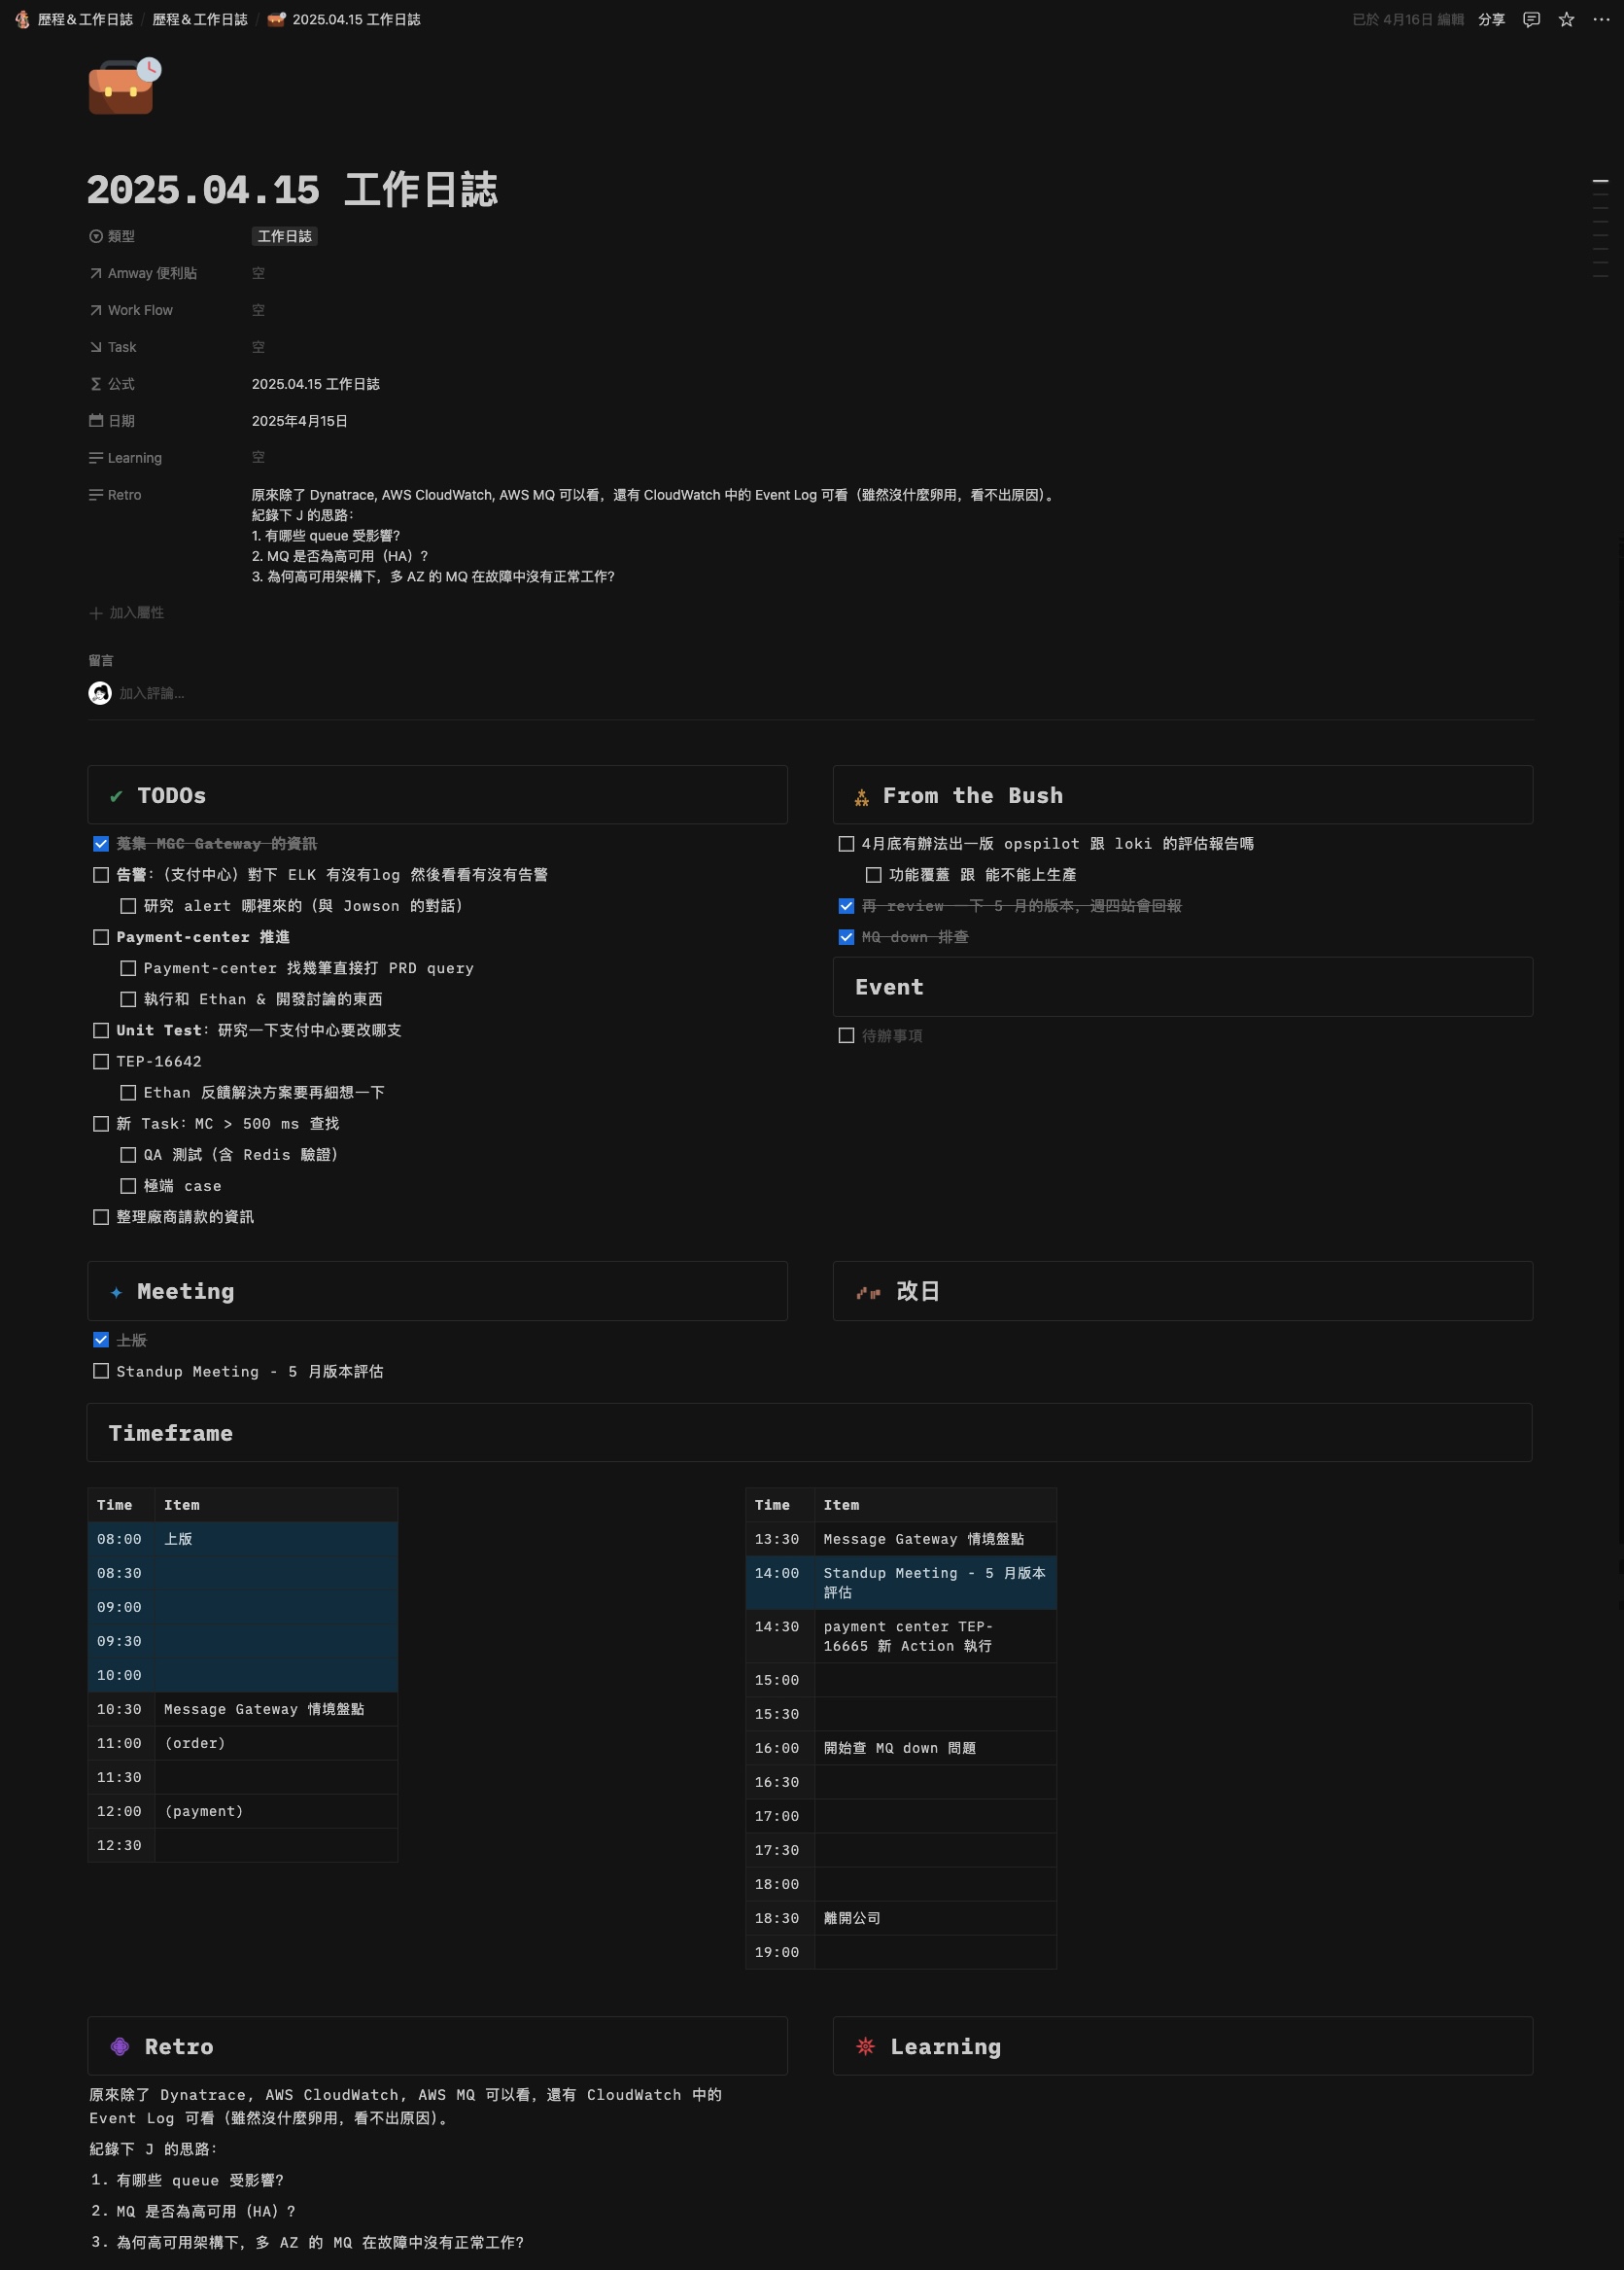 歷程＆工作日誌 / 歷程＆工作日誌 / 2025.04.15 工作日誌
已於 4月16日 編輯 分享
2025.04.15 工作日誌
類型 工作日誌
Amway 便利貼 空
Work Flow 空
Task 空
公式 2025.04.15 工作日誌
日期 2025年4月15日
Learning 空
Retro 原來除了 Dynatrace, AWS CloudWatch, AWS MQ 可以看，還有 CloudWatch 中的 Event Log 可看（雖然沒什麼卵用，看不出原因）。
紀錄下 J 的思路：
1. 有哪些 queue 受影響？
2. MQ 是否為高可用（HA）?
3. 為何高可用架構下，多 AZ 的 MQ 在故障中沒有正常工作？
加入屬性
留言
加入評論...
TODOs
蒐集 MGC Gateway 的資訊
告警：（支付中心）對下 ELK 有沒有log 然後看看有沒有告警
研究 alert 哪裡來的（與 Jowson 的對話）
Payment-center 推進
Payment-center 找幾筆直接打 PRD query
執行和 Ethan & 開發討論的東西
Unit Test：研究一下支付中心要改哪支
TEP-16642
Ethan 反饋解決方案要再細想一下
新 Task：MC > 500 ms 查找
QA 測試（含 Redis 驗證）
極端 case
整理廠商請款的資訊
From the Bush
4月底有辦法出一版 opspilot 跟 loki 的評估報告嗎
功能覆蓋 跟 能不能上生產
再 review 一下 5 月的版本，週四站會回報
MQ down 排查
Event
待辦事項
Meeting
上版
Standup Meeting - 5 月版本評估
改日
Timeframe
Time Item
08:00 上版
08:30
09:00
09:30
10:00
10:30 Message Gateway 情境盤點
11:00 (order)
11:30
12:00 (payment)
12:30
Time Item
13:30 Message Gateway 情境盤點
14:00 Standup Meeting - 5 月版本
評估
14:30 payment center TEP-
16665 新 Action 執行
15:00
15:30
16:00 開始查 MQ down 問題
16:30
17:00
17:30
18:00
18:30 離開公司
19:00
Retro
原來除了 Dynatrace, AWS CloudWatch, AWS MQ 可以看，還有 CloudWatch 中的
Event Log 可看（雖然沒什麼卵用，看不出原因）。
紀錄下 J 的思路：
1. 有哪些 queue 受影響？
2. MQ 是否為高可用（HA）?
3. 為何高可用架構下，多 AZ 的 MQ 在故障中沒有正常工作？
Learning